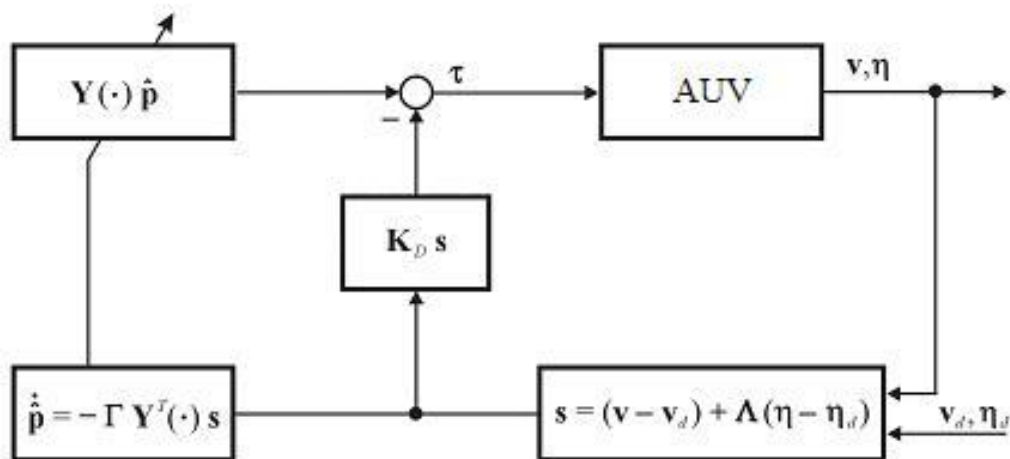 Y(·) p̂
τ
AUV
v,η
−
K_D s
p̂̇ = − Γ Y^T(·) s
s = (v − v_d) + Λ(η − η_d)
v_d, η_d